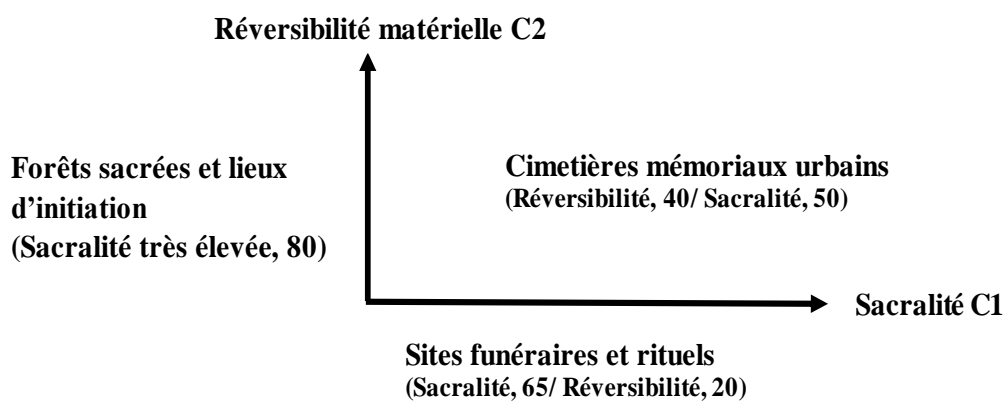 Réversibilité matérielle C2
Forêts sacrées et lieux
d’initiation
(Sacralité très élevée, 80)
Cimetières mémoriaux urbains
(Réversibilité, 40/ Sacralité, 50)
Sacralité C1
Sites funéraires et rituels
(Sacralité, 65/ Réversibilité, 20)